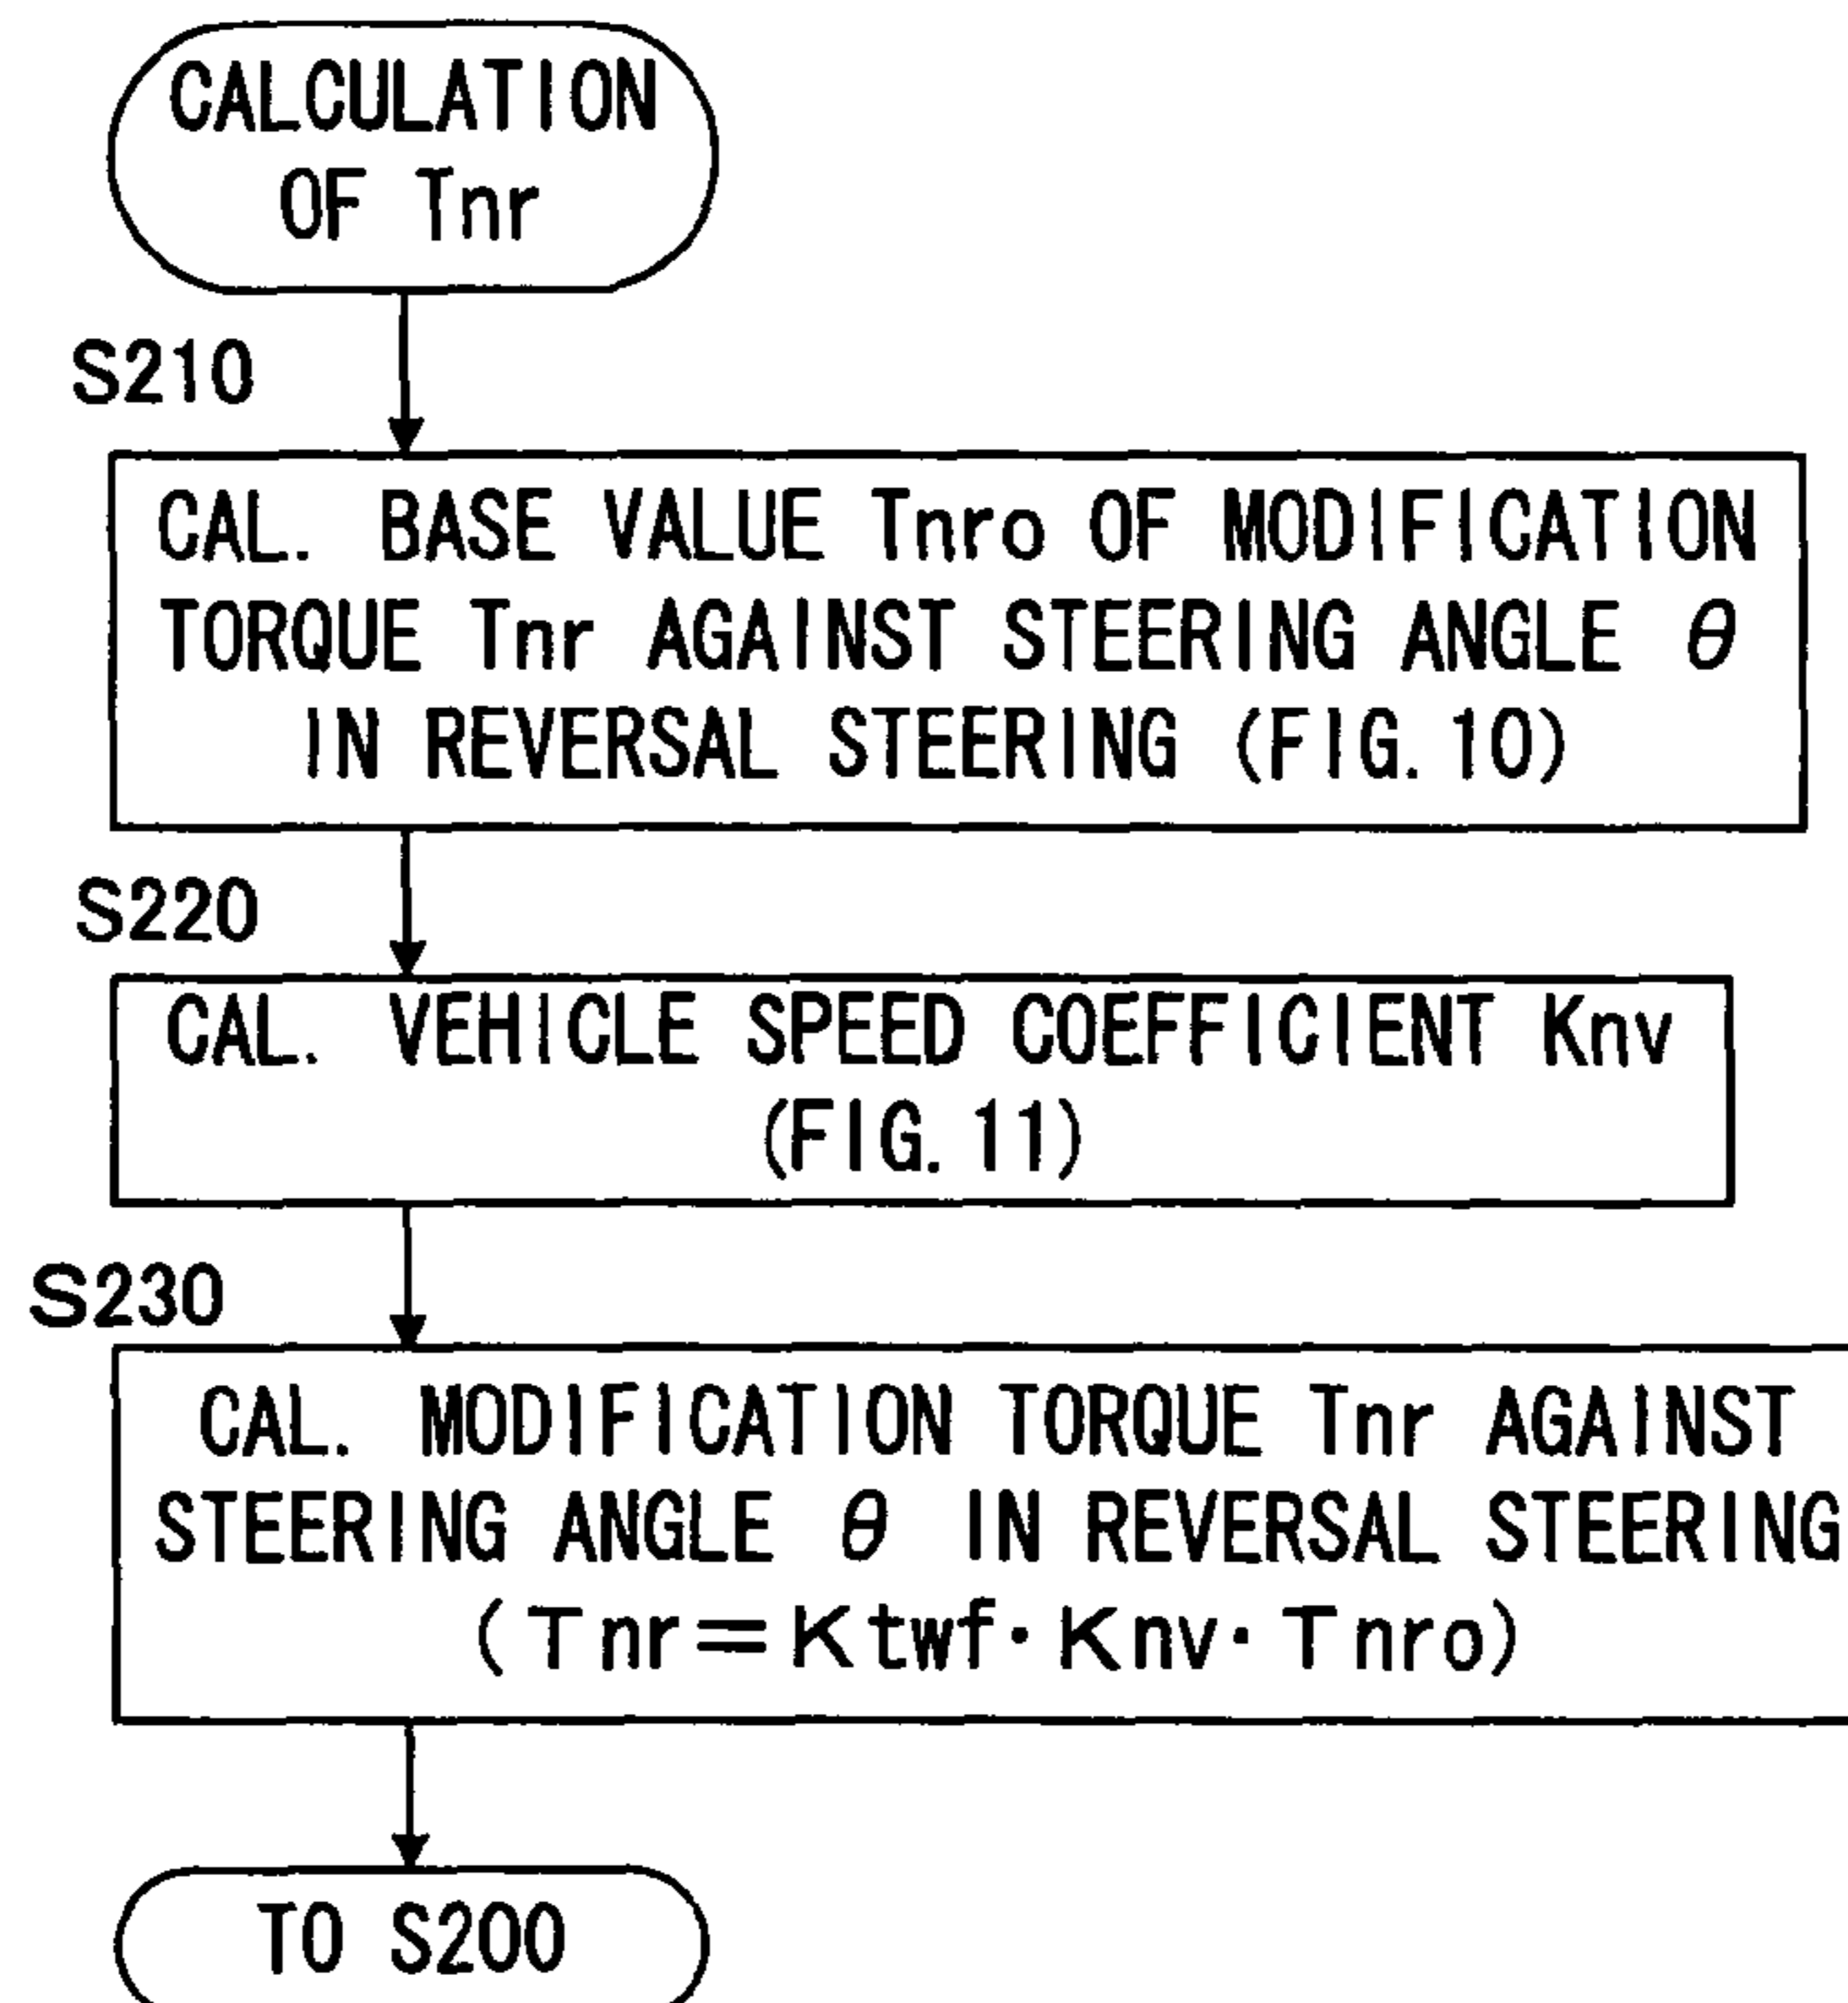 CALCULATION
OF Tnr
S210
CAL. BASE VALUE Tnro OF MODIFICATION
TORQUE Tnr AGAINST STEERING ANGLE θ
IN REVERSAL STEERING (FIG. 10)
S220
CAL. VEHICLE SPEED COEFFICIENT Knv
(FIG. 11)
S230
CAL. MODIFICATION TORQUE Tnr AGAINST
STEERING ANGLE θ IN REVERSAL STEERING
(Tnr=Ktwf·Knv·Tnro)
TO S200